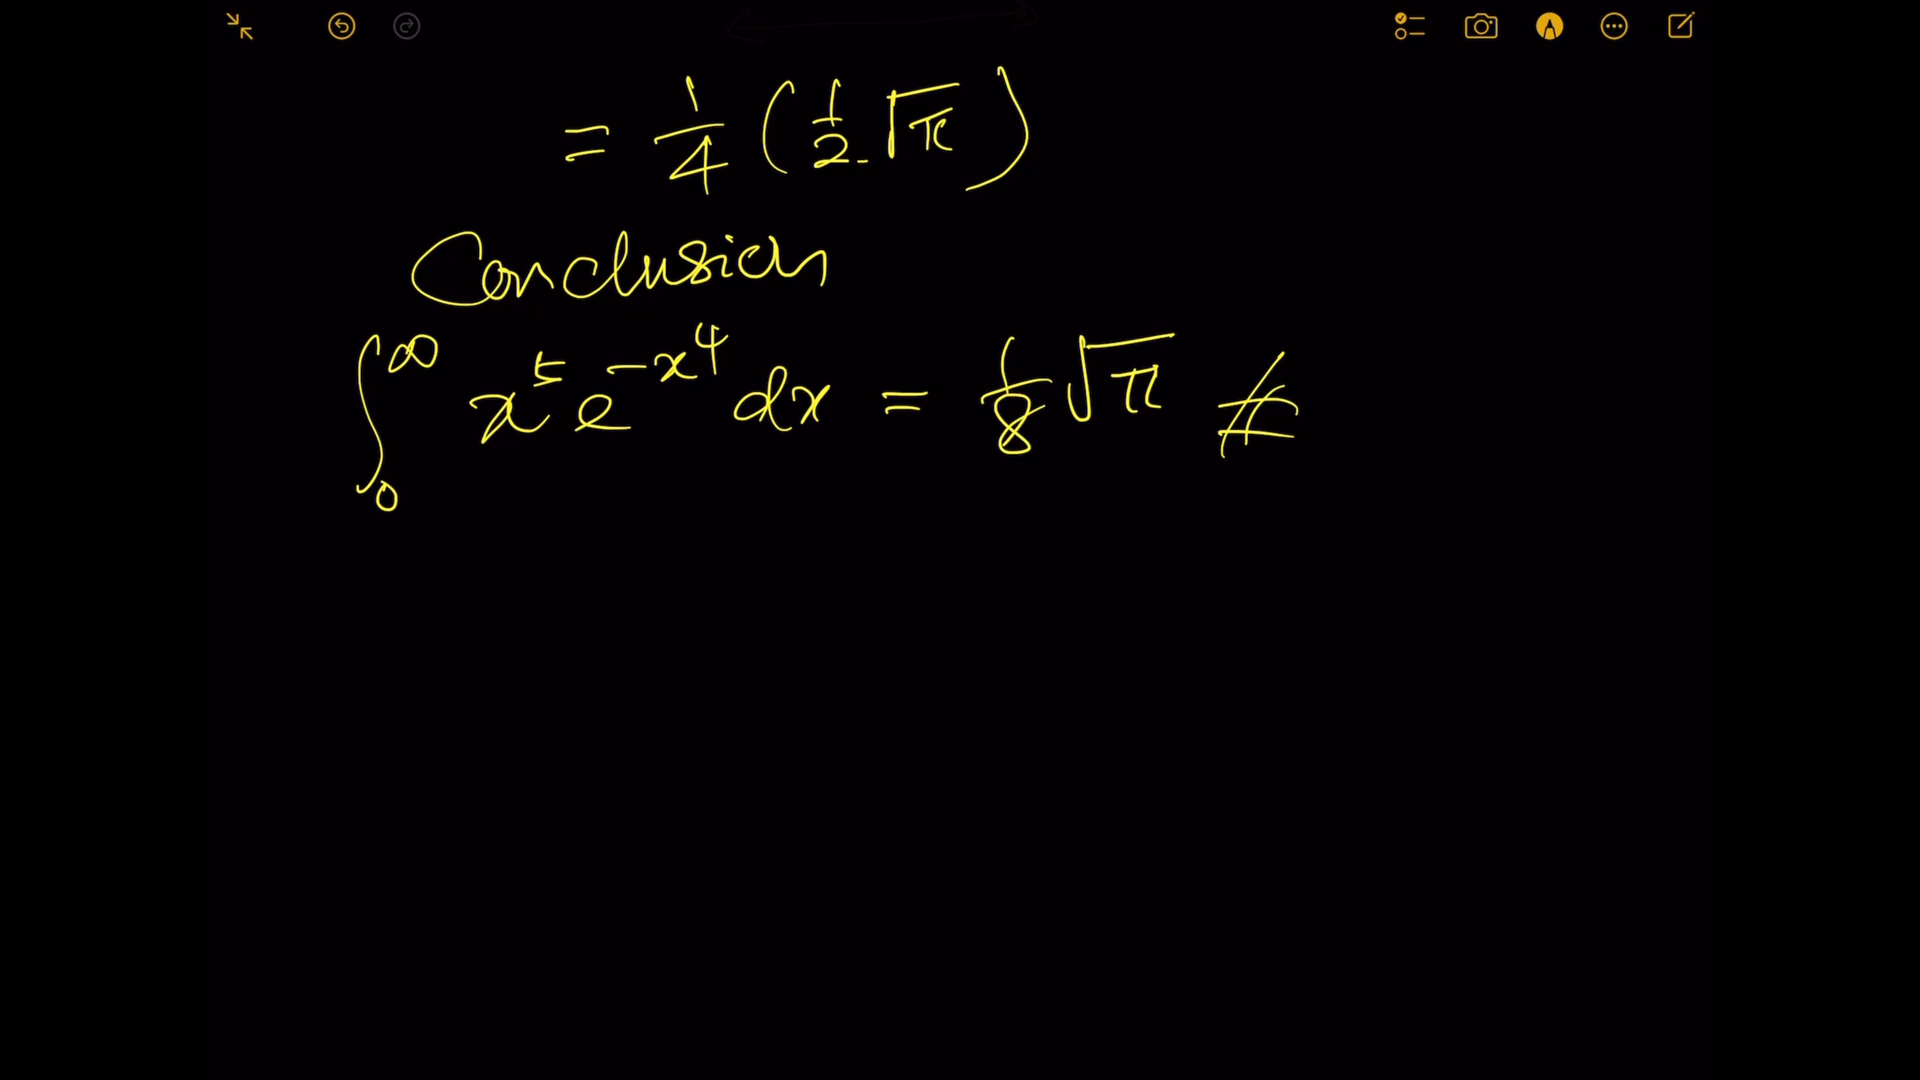 = 1/4 (1/2 √π)
Conclusion
∫₀^∞ x⁵ e^(-x⁴) dx = 1/8 √π #